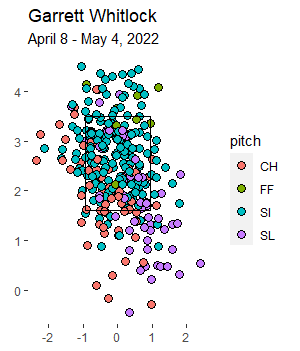 Garrett Whitlock
April 8 - May 4, 2022
pitch
CH
FF
SI
SL
4
3
2
1
0
-2 -1 0 1 2